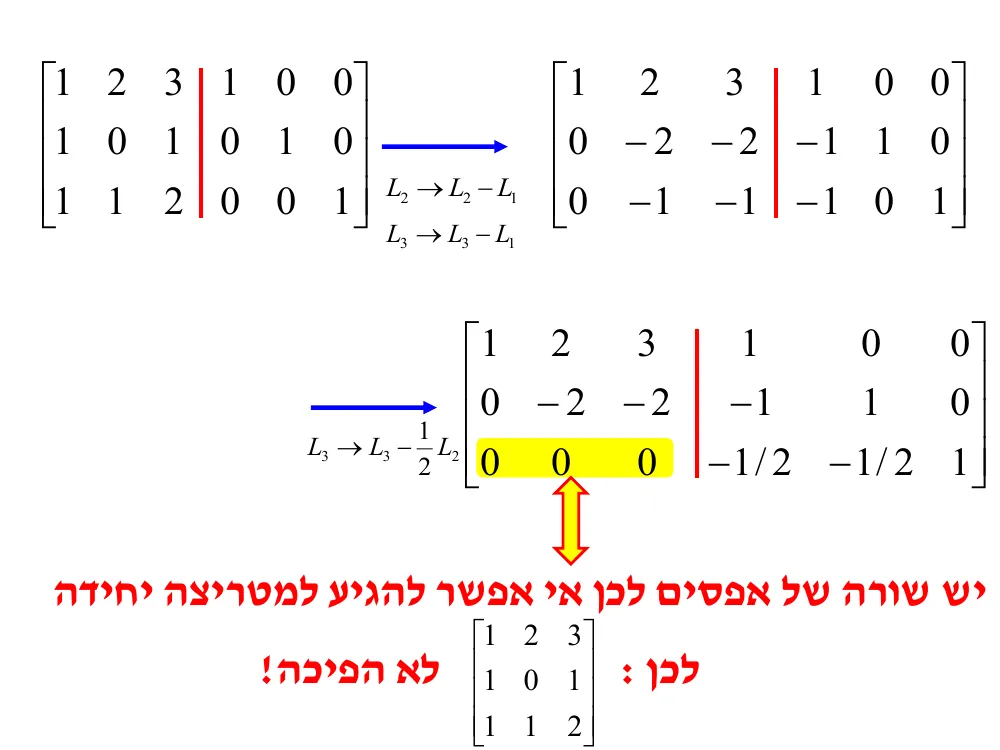 1 2 3 | 1 0 0    1 2 3 | 1 0 0
1 0 1 | 0 1 0    0 −2 −2 | −1 1 0
1 1 2 | 0 0 1    0 −1 −1 | −1 0 1
L₂ → L₂ − L₁
L₃ → L₃ − L₁
1 2 3 | 1 0 0
0 −2 −2 | −1 1 0
L₃ → L₃ − 1/2 L₂    0 0 0 | −1/2 −1/2 1
יש שורה של אפסים לכן אי אפשר להגיע למטריצה יחידה
1 2 3
לכן : 1 0 1 לא הפיכה!
1 1 2